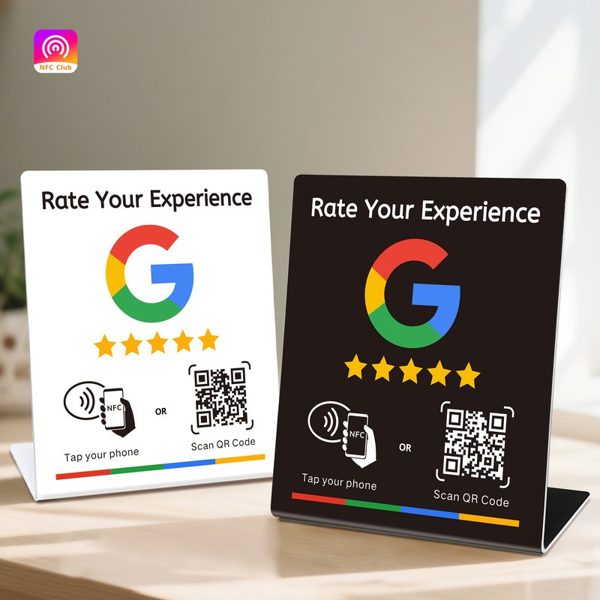 NFC Club
Rate Your Experience
NFC
OR
Tap your phone
Scan QR Code
Rate Your Experience
NFC
OR
Tap your phone
Scan QR Code